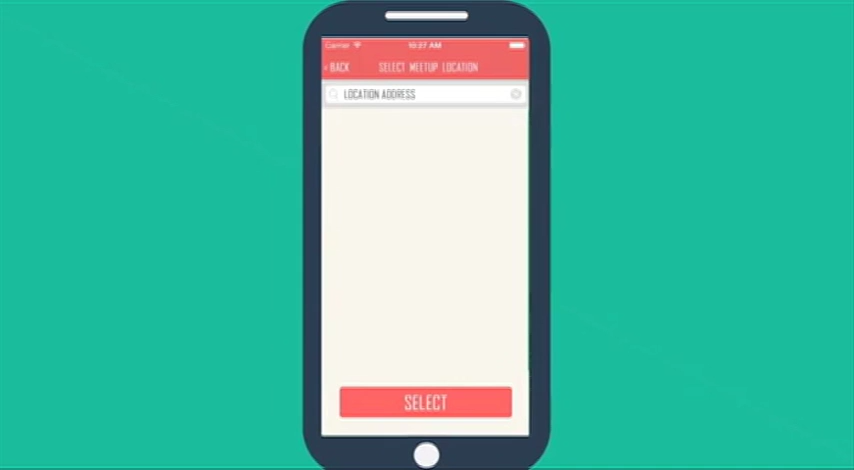 Carrier 10:27 AM
‹ BACK SELECT MEETUP LOCATION
LOCATION ADDRESS
SELECT